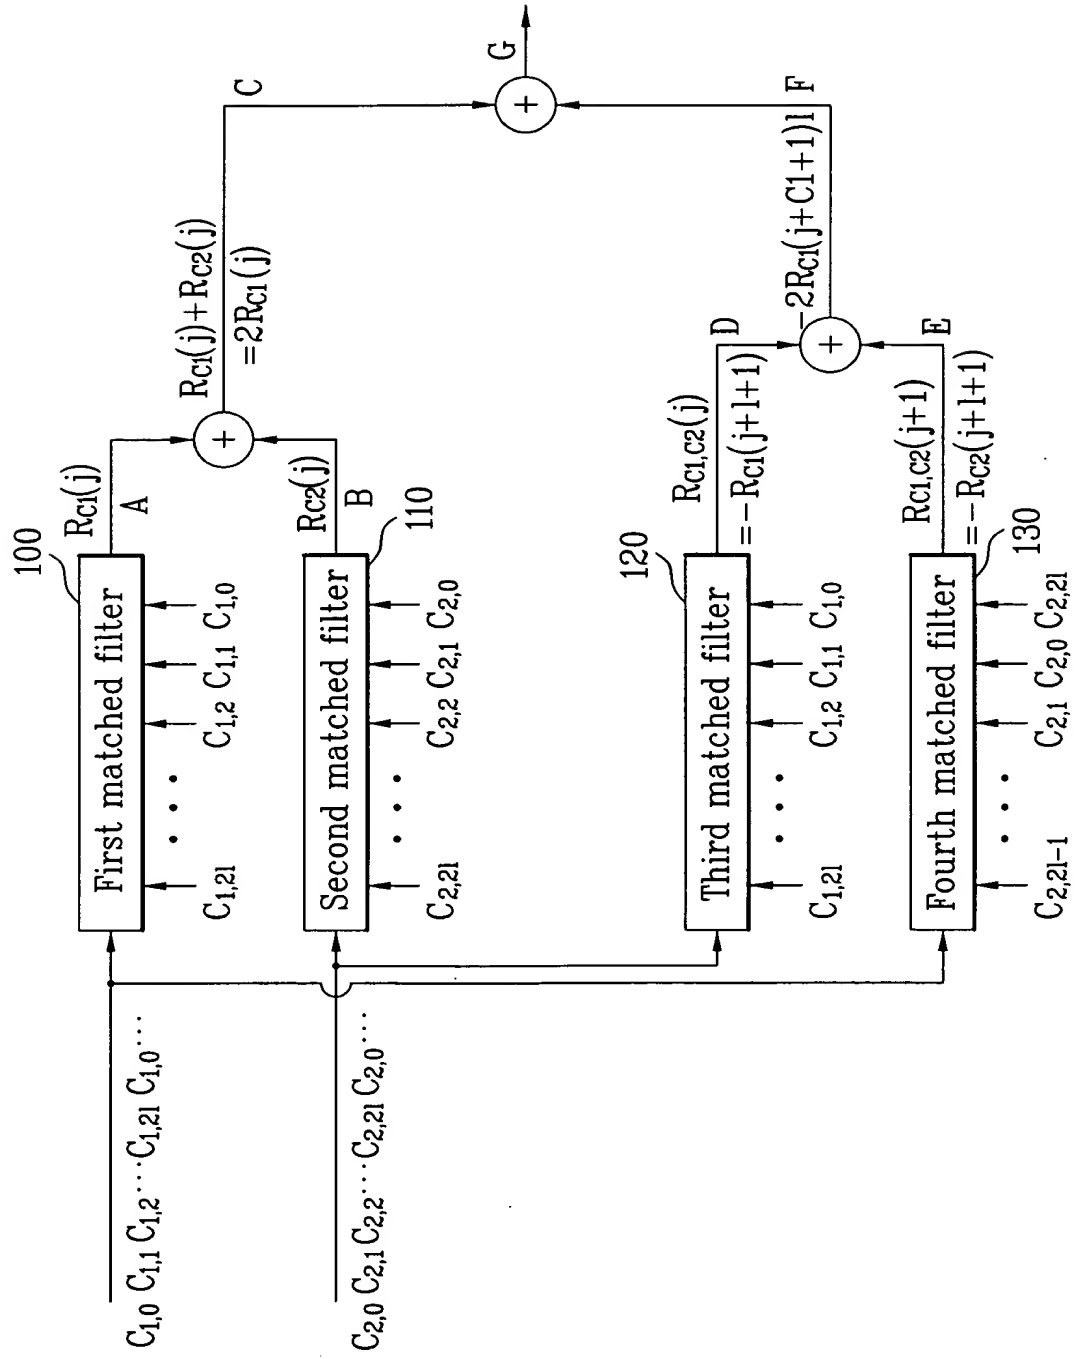 C1,0 C1,1 C1,2 ···· C1,2l C1,0 ····
C2,0 C2,1 C2,2 ···· C2,2l C2,0 ····
100
First matched filter
C1,2l ··· C1,2 C1,1 C1,0
RC1(j)
A
110
Second matched filter
C2,2l ··· C2,2 C2,1 C2,0
RC2(j)
B
+
RC1(j)+RC2(j)
=2RC1(j)
C
120
Third matched filter
C1,2l ··· C1,2 C1,1 C1,0
RC1,C2(j)
=-RC1(j+l+1)
D
130
Fourth matched filter
C2,2l-1 ··· C2,1 C2,0 C2,2l
RC1,C2(j+1)
=-RC2(j+l+1)
E
+
-2RC1(j+C1+1)l
F
+
G